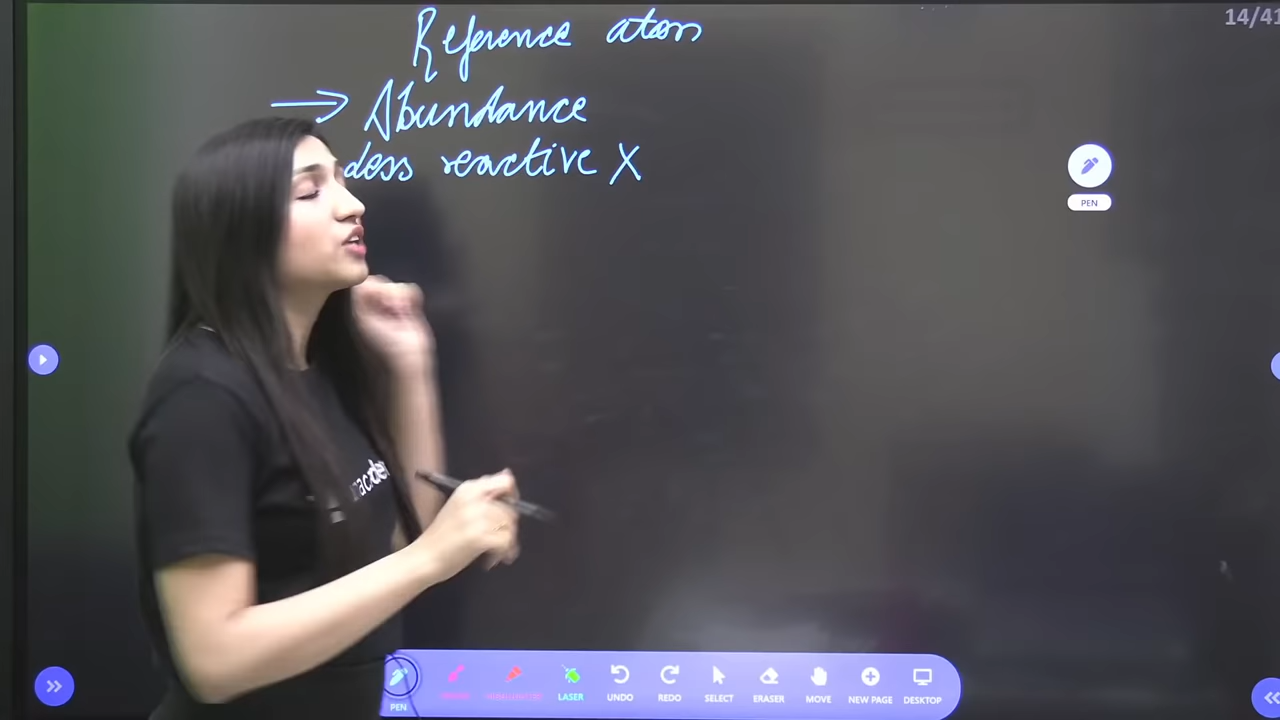 14/41
Reference atom
→ Abundance
Less reactive X
PEN
PEN
LASER
UNDO
REDO
SELECT
ERASER
MOVE
NEW PAGE
DESKTOP